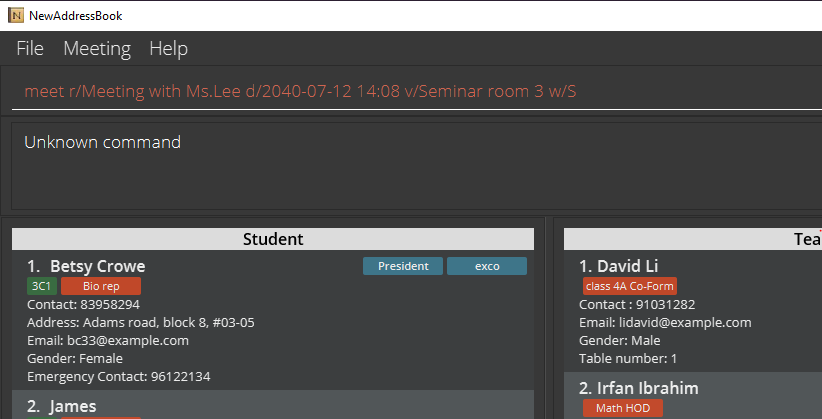 NewAddressBook
File Meeting Help
meet r/Meeting with Ms.Lee d/2040-07-12 14:08 v/Seminar room 3 w/S
Unknown command
Student
1. Betsy Crowe President exco
3C1 Bio rep
Contact: 83958294
Address: Adams road, block 8, #03-05
Email: bc33@example.com
Gender: Female
Emergency Contact: 96122134
2. James
Tea
1. David Li
class 4A Co-Form
Contact : 91031282
Email: lidavid@example.com
Gender: Male
Table number: 1
2. Irfan Ibrahim
Math HOD